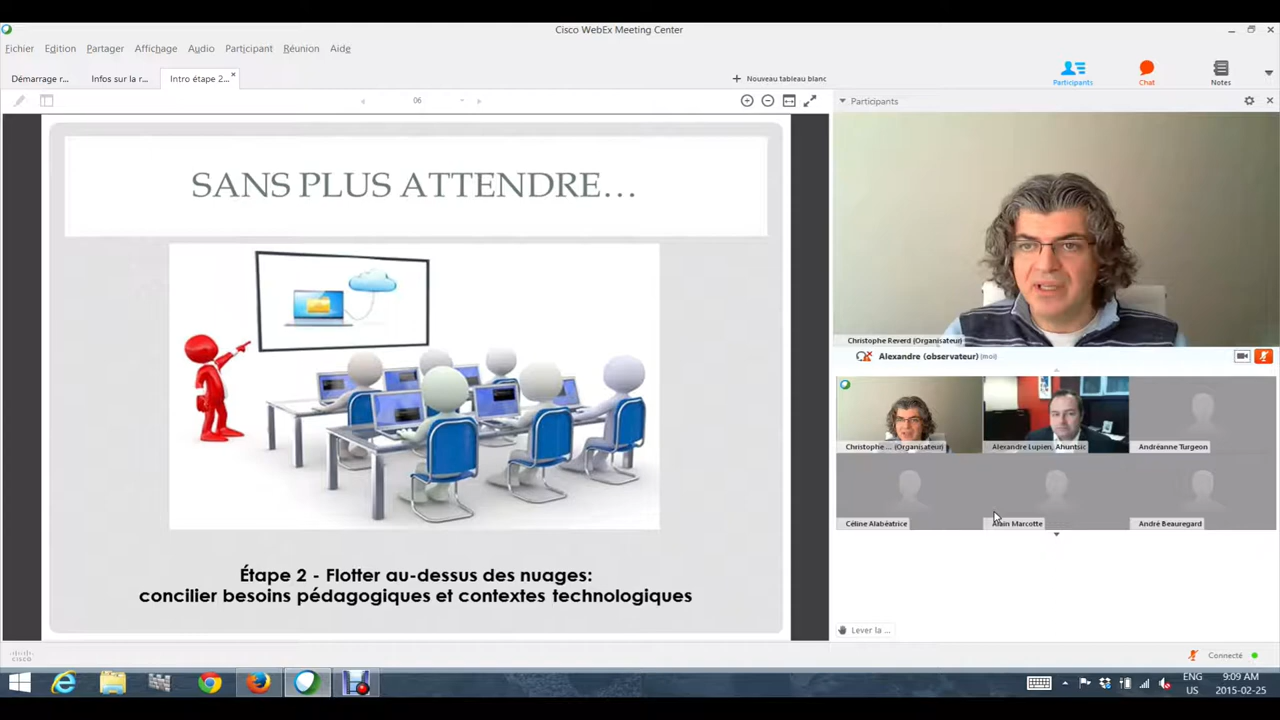 Cisco WebEx Meeting Center
Fichier Edition Partager Affichage Audio Participant Réunion Aide
Démarrage r... Infos sur la r... Intro étape 2... Nouveau tableau blanc
Participants Chat Notes
06
Participants
SANS PLUS ATTENDRE...
Christophe Reverd (Organisateur)
Alexandre (observateur) (moi)
Christophe ... (Organisateur) Alexandre Lupien, Ahuntsic Andréanne Turgeon
Céline Alabéatrice Alain Marcotte André Beauregard
Étape 2 - Flotter au-dessus des nuages:
concilier besoins pédagogiques et contextes technologiques
Lever la ...
cisco
Connecté
ENG 9:09 AM
US 2015-02-25